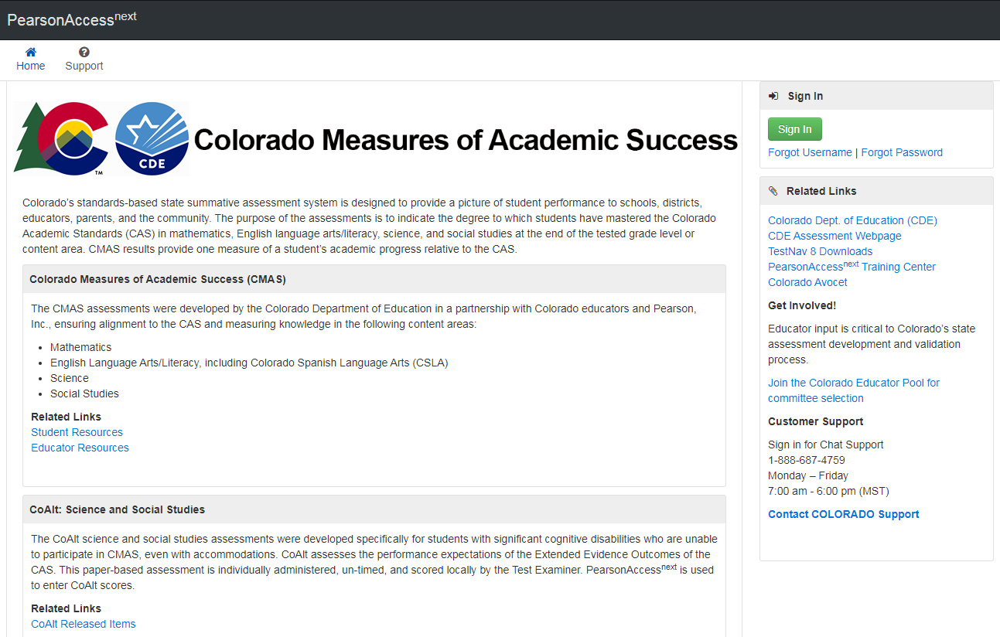 PearsonAccessnext
Home
Support
TM
CDE
Colorado Measures of Academic Success
Colorado’s standards-based state summative assessment system is designed to provide a picture of student performance to schools, districts,
educators, parents, and the community. The purpose of the assessments is to indicate the degree to which students have mastered the Colorado
Academic Standards (CAS) in mathematics, English language arts/literacy, science, and social studies at the end of the tested grade level or
content area. CMAS results provide one measure of a student’s academic progress relative to the CAS.
Colorado Measures of Academic Success (CMAS)
The CMAS assessments were developed by the Colorado Department of Education in a partnership with Colorado educators and Pearson,
Inc., ensuring alignment to the CAS and measuring knowledge in the following content areas:
• Mathematics
• English Language Arts/Literacy, including Colorado Spanish Language Arts (CSLA)
• Science
• Social Studies
Related Links
Student Resources
Educator Resources
CoAlt: Science and Social Studies
The CoAlt science and social studies assessments were developed specifically for students with significant cognitive disabilities who are unable
to participate in CMAS, even with accommodations. CoAlt assesses the performance expectations of the Extended Evidence Outcomes of the
CAS. This paper-based assessment is individually administered, un-timed, and scored locally by the Test Examiner. PearsonAccessnext is used
to enter CoAlt scores.
Related Links
CoAlt Released Items
Sign In
Sign In
Forgot Username | Forgot Password
Related Links
Colorado Dept. of Education (CDE)
CDE Assessment Webpage
TestNav 8 Downloads
PearsonAccessnext Training Center
Colorado Avocet
Get Involved!
Educator input is critical to Colorado’s state
assessment development and validation
process.
Join the Colorado Educator Pool for
committee selection
Customer Support
Sign in for Chat Support
1-888-687-4759
Monday – Friday
7:00 am - 6:00 pm (MST)
Contact COLORADO Support